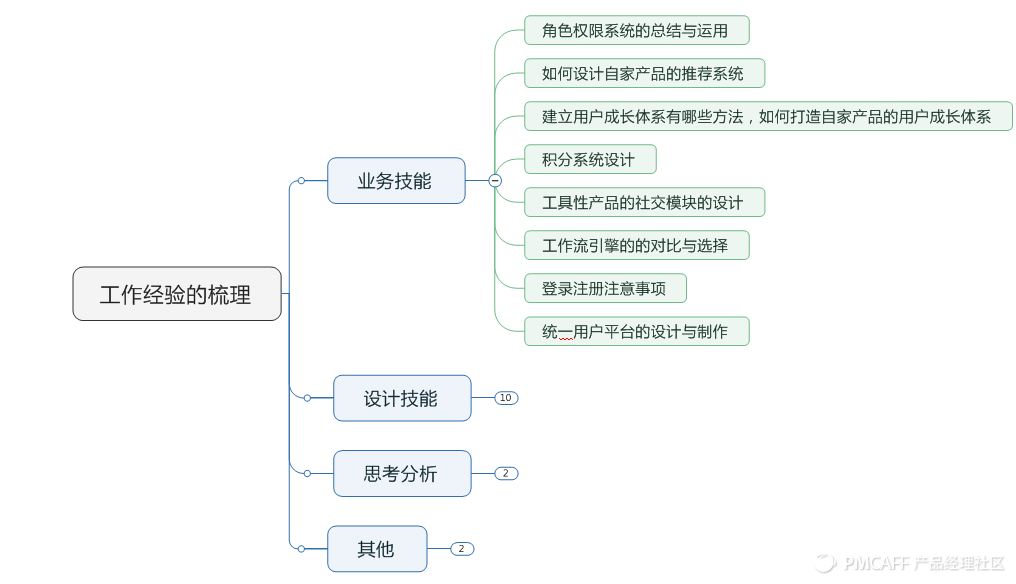 角色权限系统的总结与运用
如何设计自家产品的推荐系统
建立用户成长体系有哪些方法，如何打造自家产品的用户成长体系
积分系统设计
业务技能
工具性产品的社交模块的设计
工作流引擎的的对比与选择
登录注册注意事项
工作经验的梳理
统一用户平台的设计与制作
设计技能
10
思考分析
2
其他
2
PMCAFF 产品经理社区